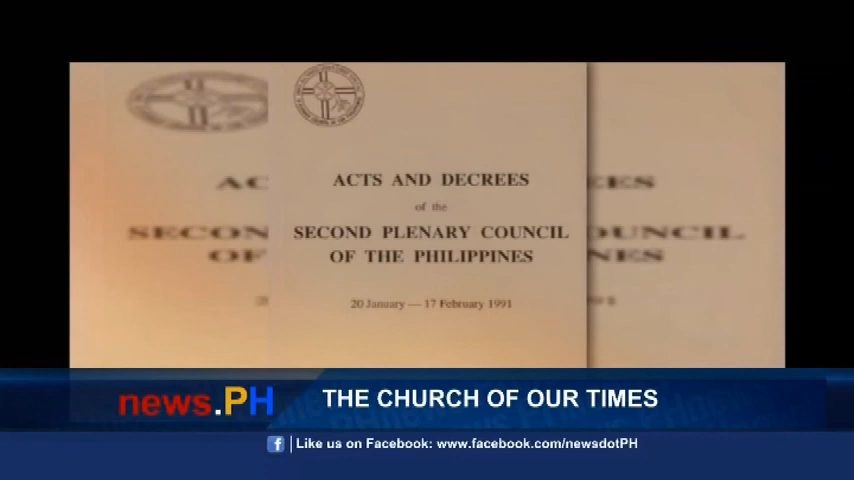 ACTS AND DECREES
of the
SECOND PLENARY COUNCIL
OF THE PHILIPPINES
20 January — 17 February 1991
news.PH
THE CHURCH OF OUR TIMES
Like us on Facebook: www.facebook.com/newsdotPH